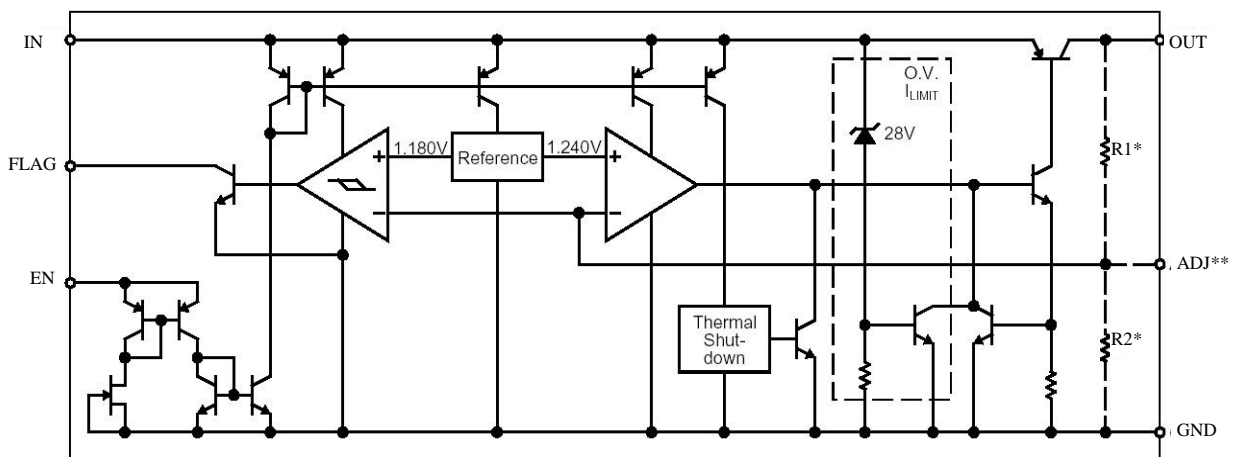 IN
OUT
O.V.
ILIMIT
28V
1.180V
Reference
1.240V
R1*
FLAG
ADJ**
EN
Thermal
Shut-
down
R2*
GND